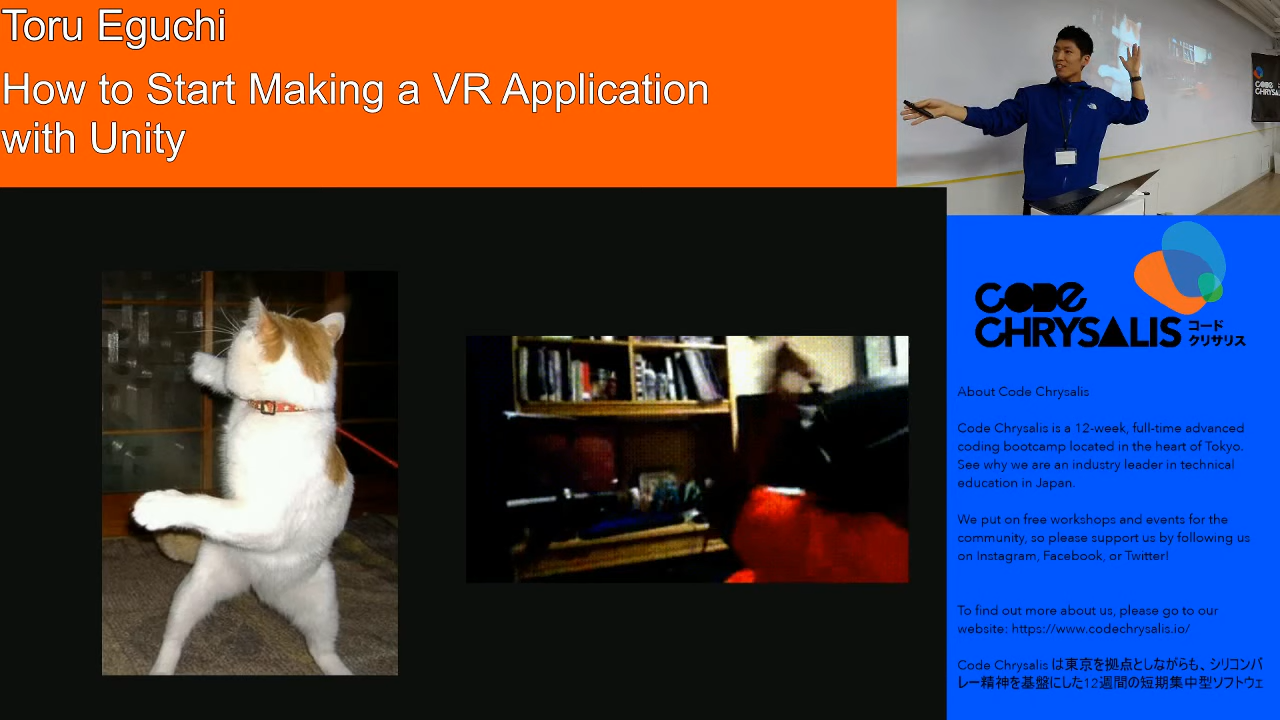 Toru Eguchi
How to Start Making a VR Application
with Unity
CODE
CHRYSALIS
CODE
CHRYSALIS
コード
クリサリス
About Code Chrysalis
Code Chrysalis is a 12-week, full-time advanced
coding bootcamp located in the heart of Tokyo.
See why we are an industry leader in technical
education in Japan.
We put on free workshops and events for the
community, so please support us by following us
on Instagram, Facebook, or Twitter!
To find out more about us, please go to our
website: https://www.codechrysalis.io/
Code Chrysalis は東京を拠点としながらも、シリコンバ
レー精神を基盤にした12週間の短期集中型ソフトウェ